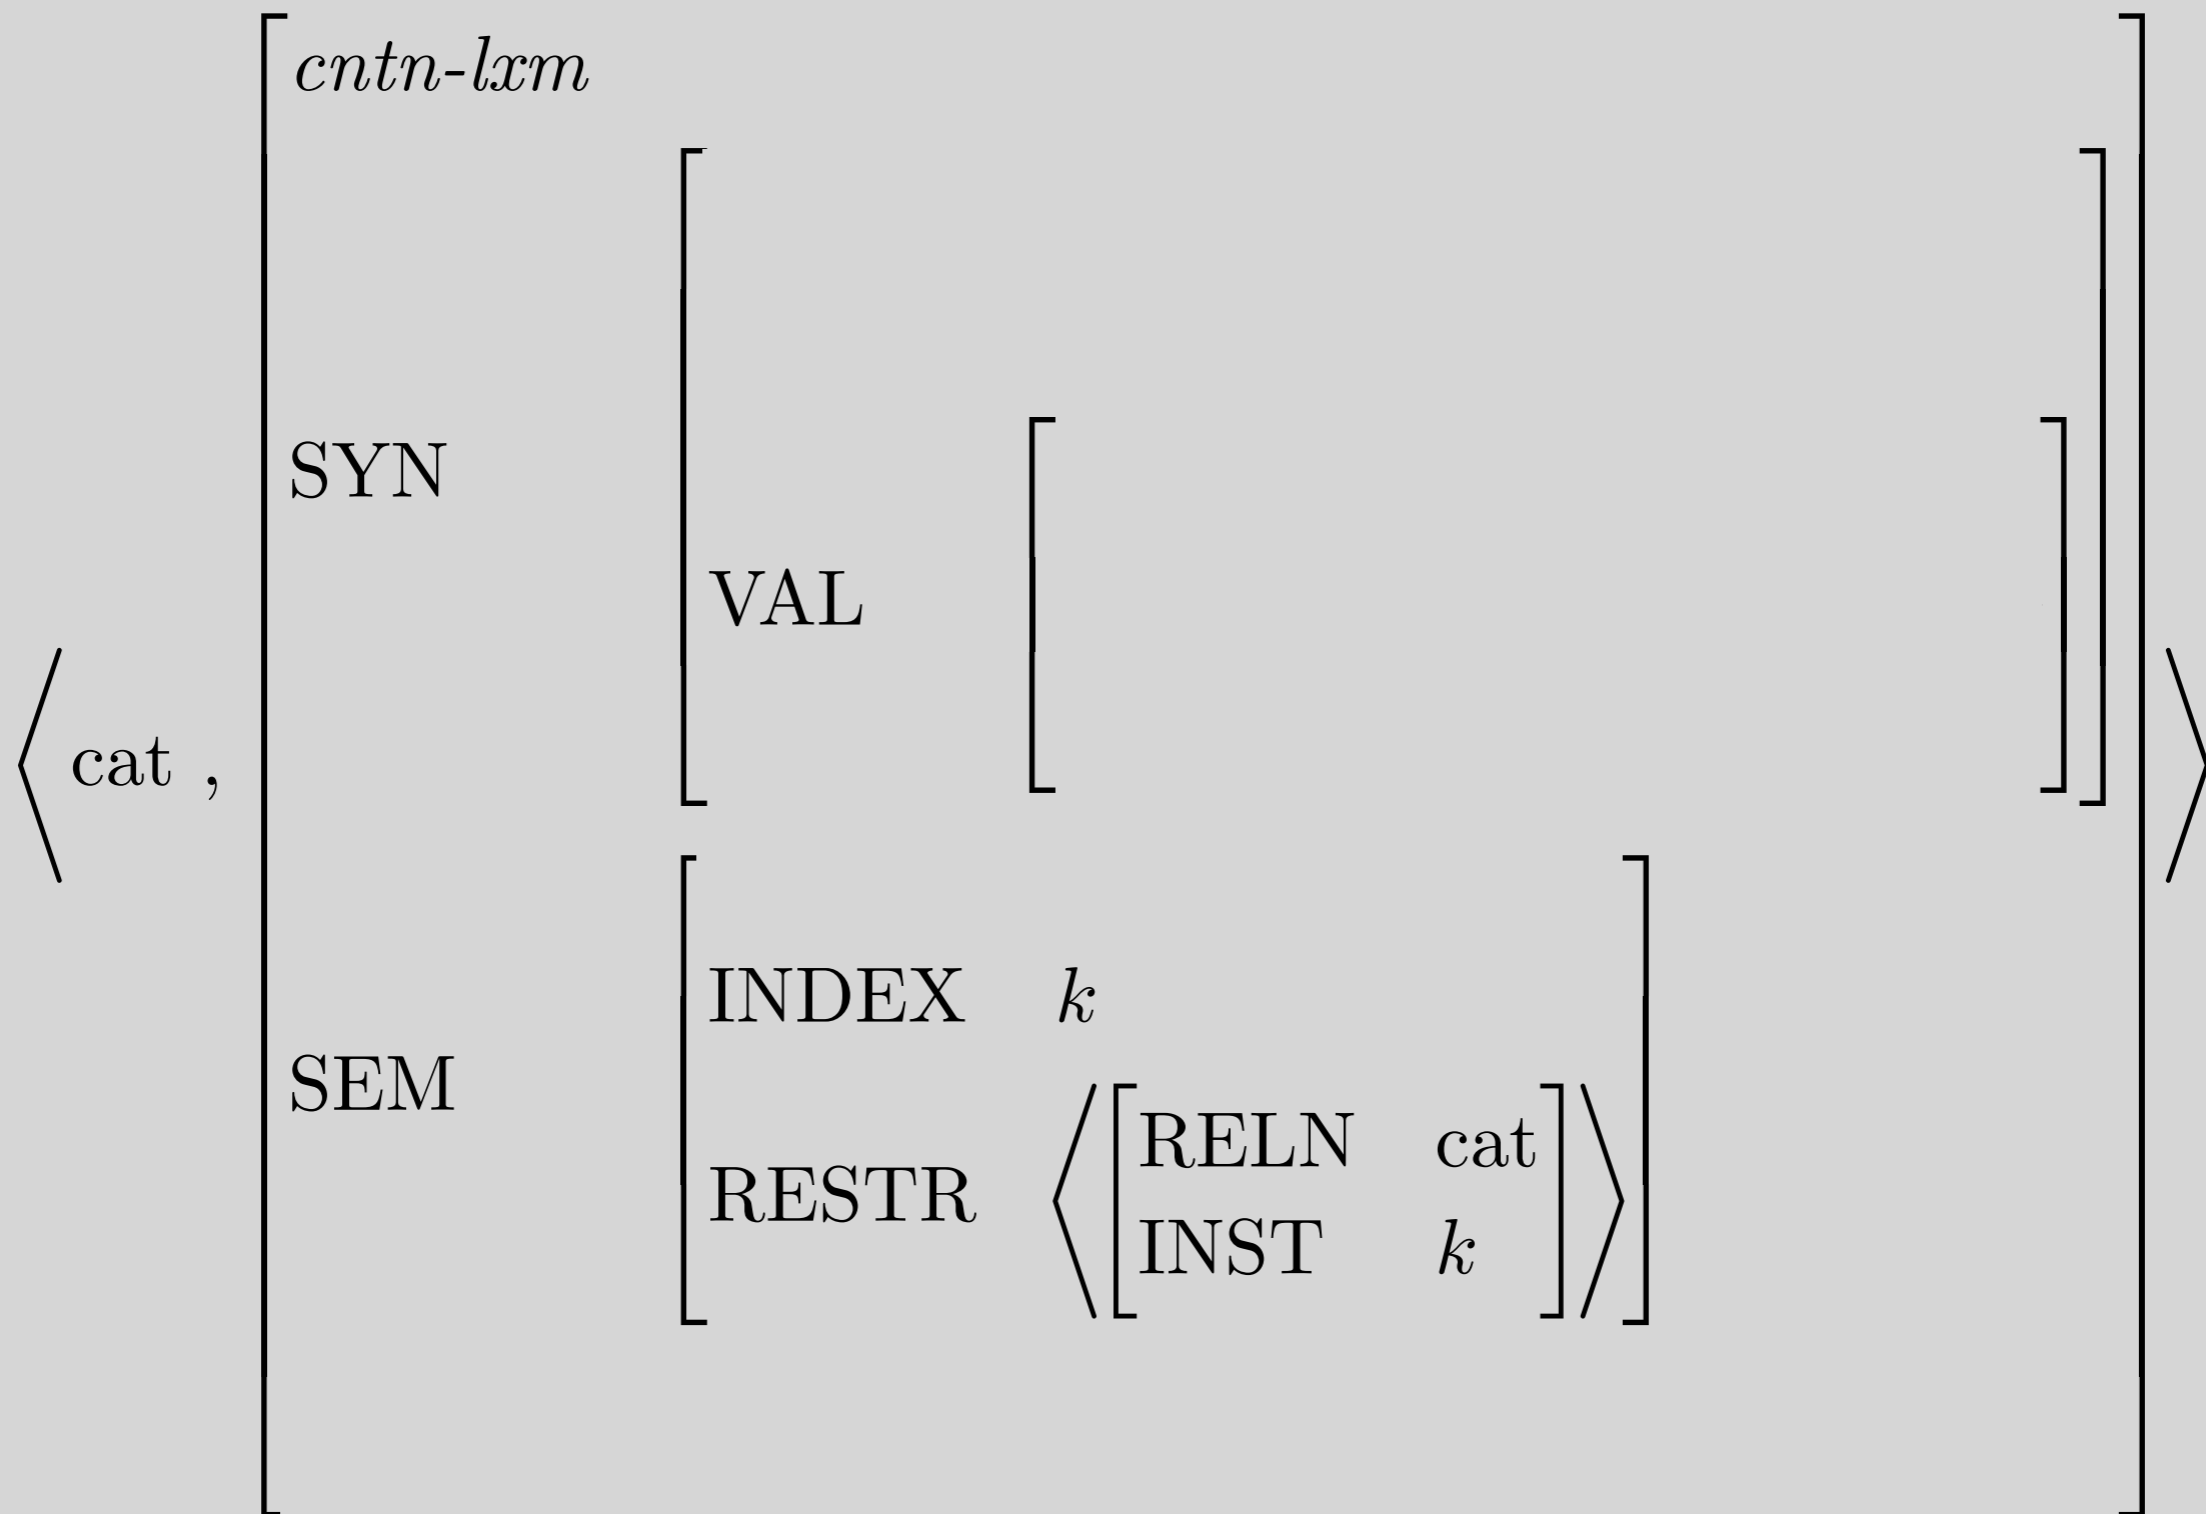 cntn-lxm
SYN
VAL
⟨cat ,
INDEX k
SEM
RELN cat
RESTR
INST k